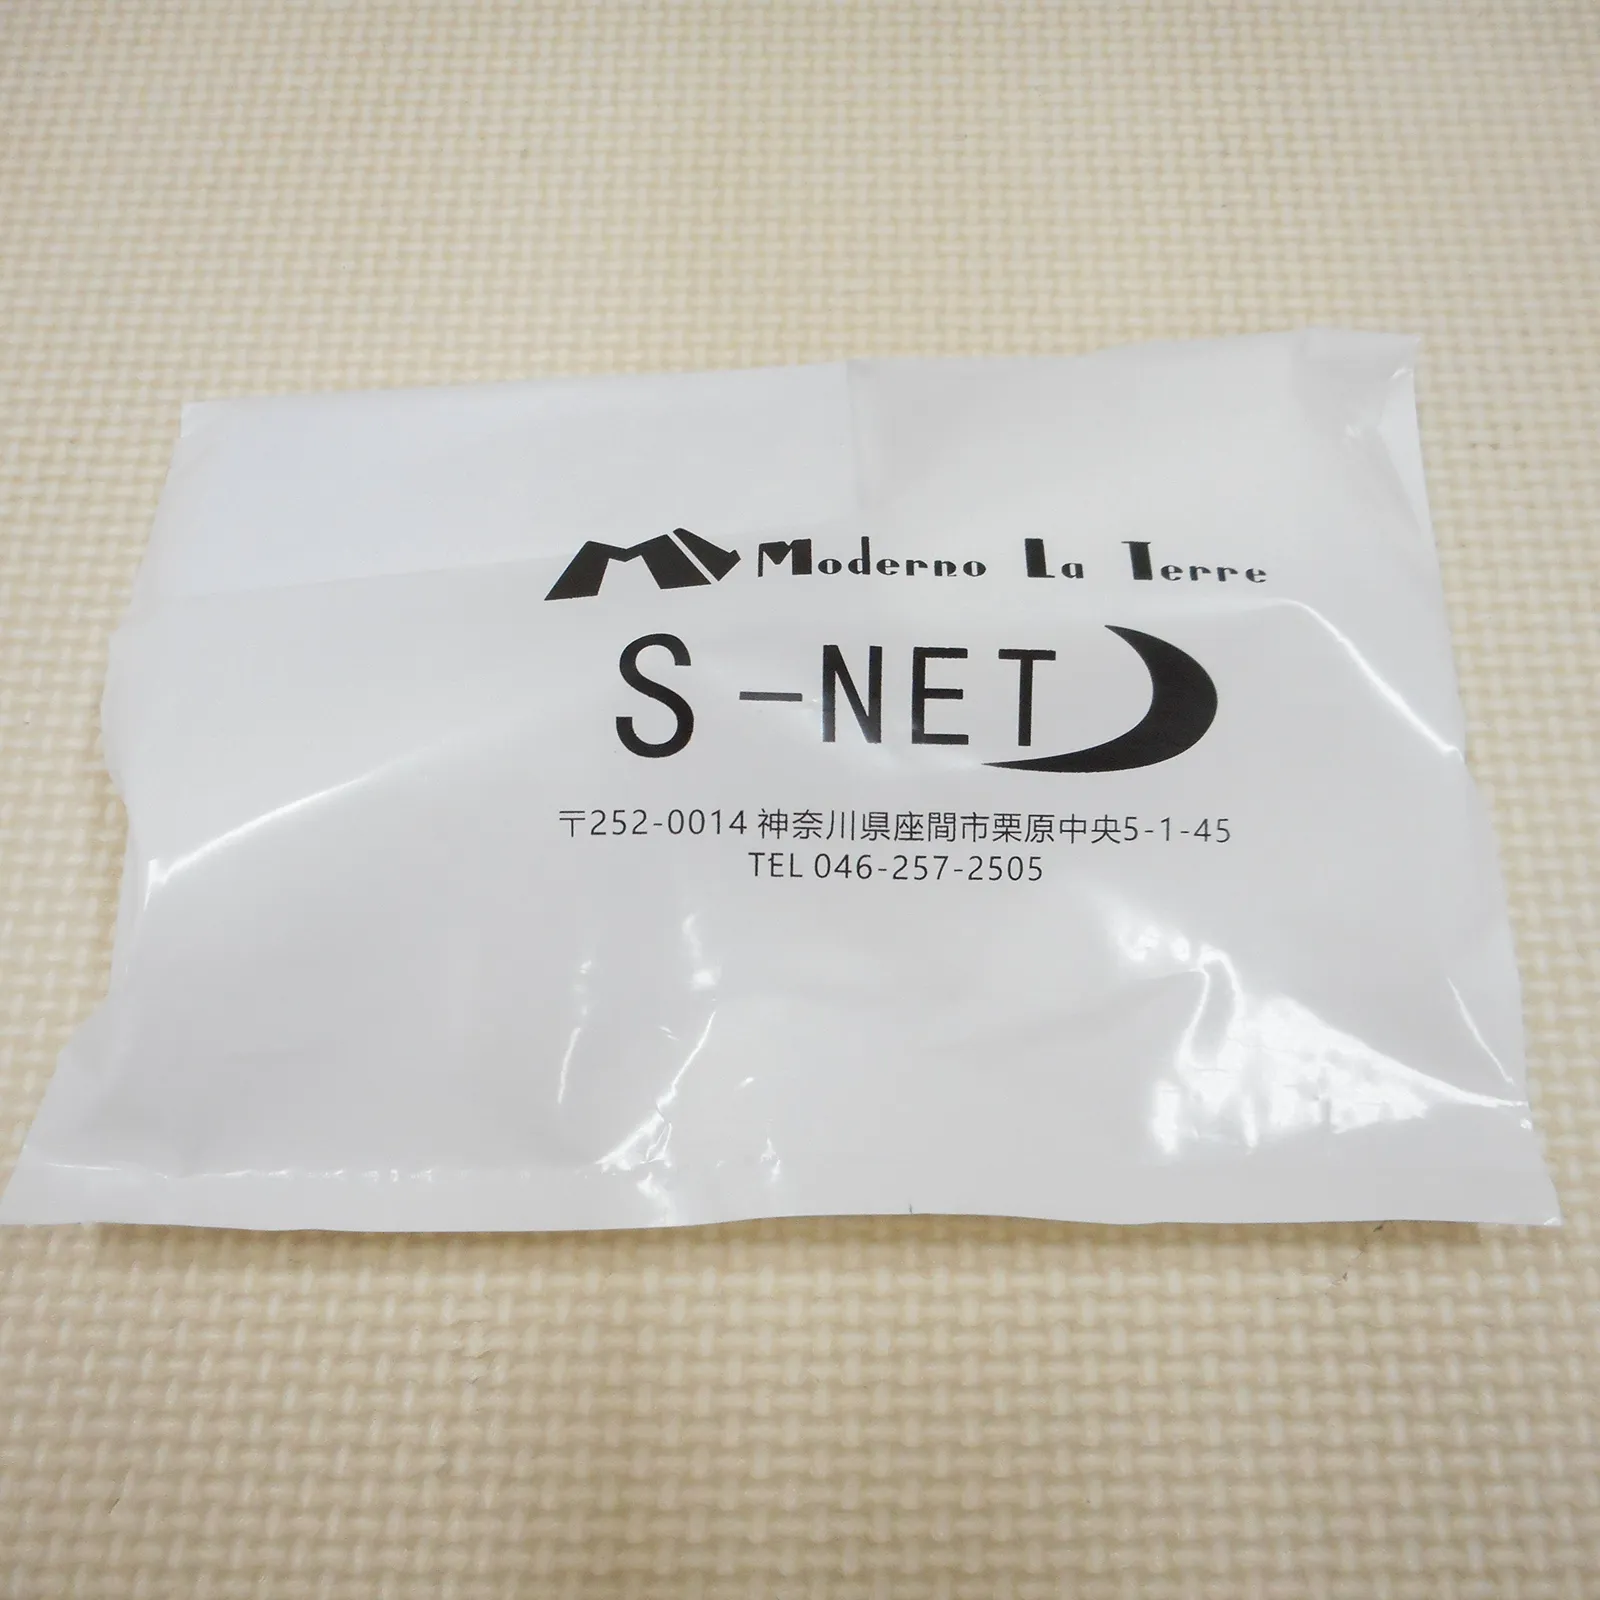 Moderno La Terre
S-NET
〒252-0014 神奈川県座間市栗原中央5-1-45
TEL 046-257-2505